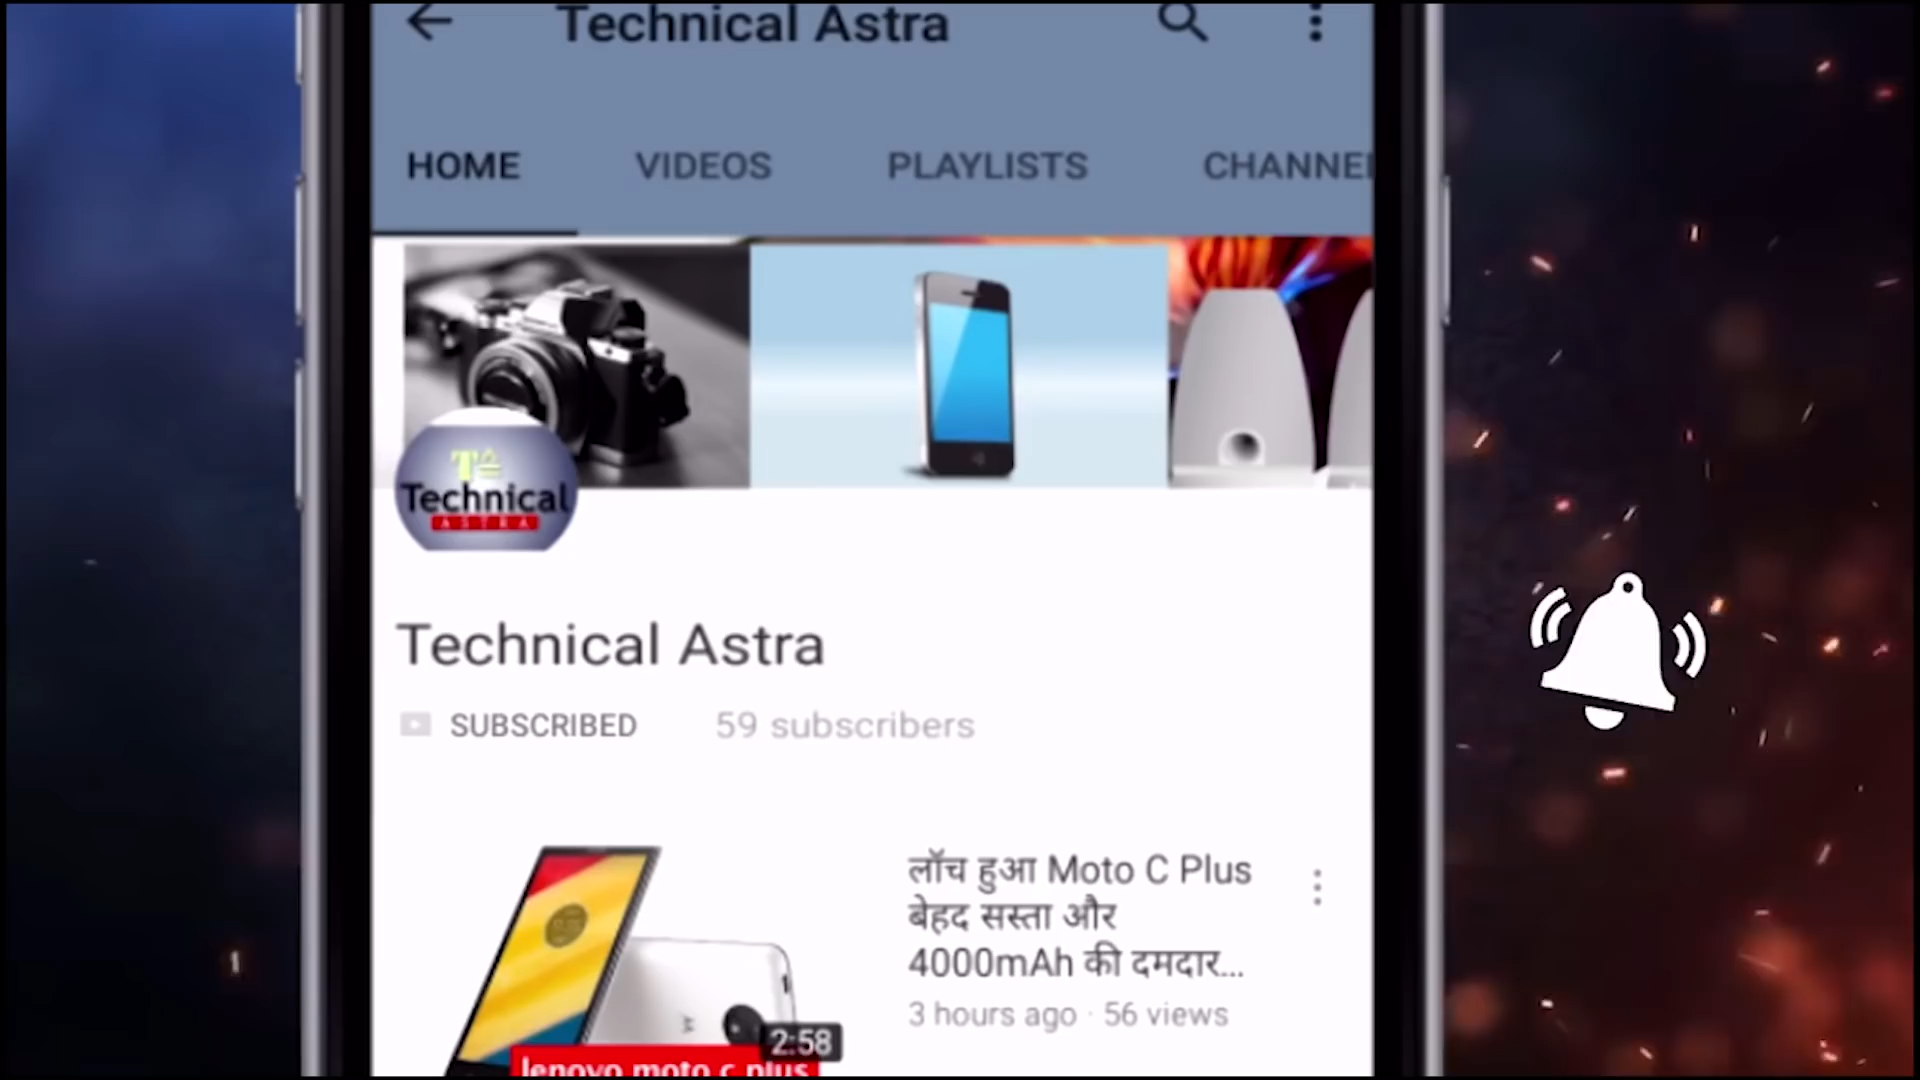 Technical Astra
HOME VIDEOS PLAYLISTS CHANNEL
Technical
ASTRA
Technical Astra
SUBSCRIBED 59 subscribers
लॉच हुआ Moto C Plus
बेहद सस्ता और
4000mAh की दमदार...
3 hours ago · 56 views
2:58
lenovo moto c plus